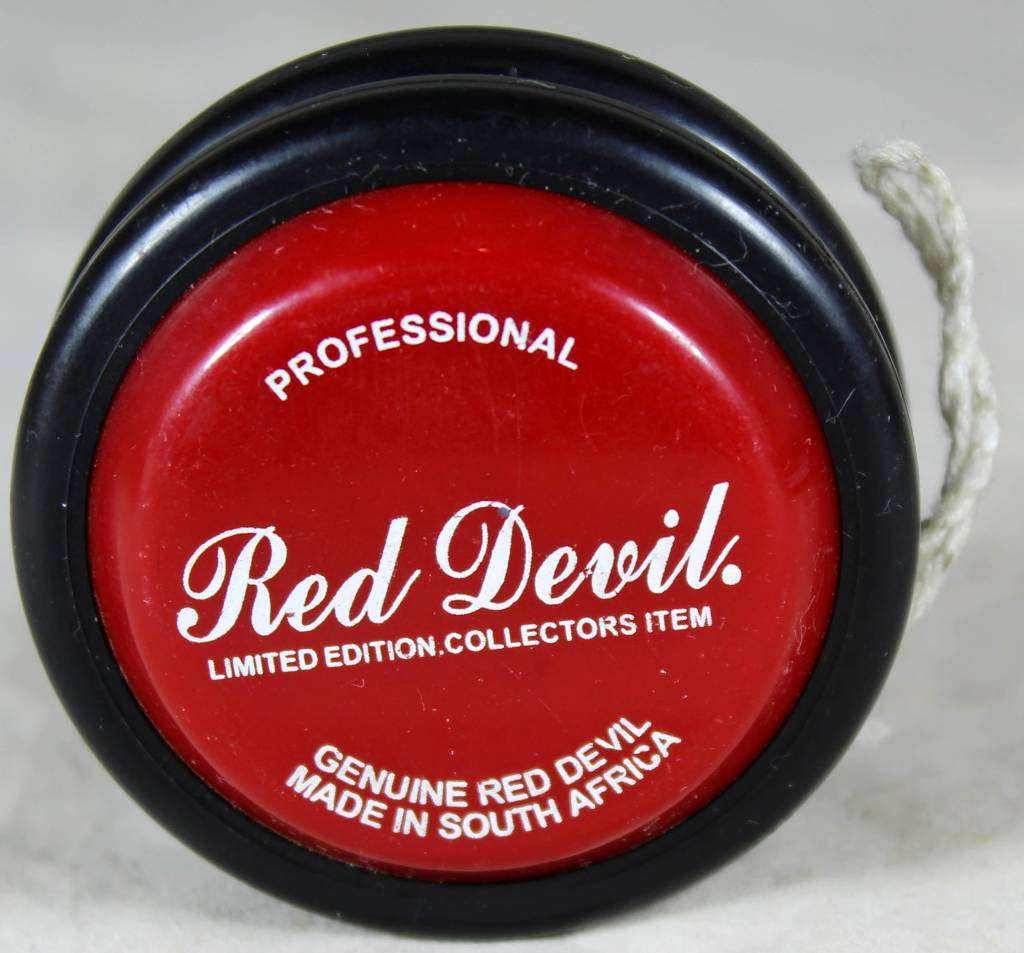 PROFESSIONAL
Red Devil.
LIMITED EDITION.COLLECTORS ITEM
GENUINE RED DEVIL
MADE IN SOUTH AFRICA